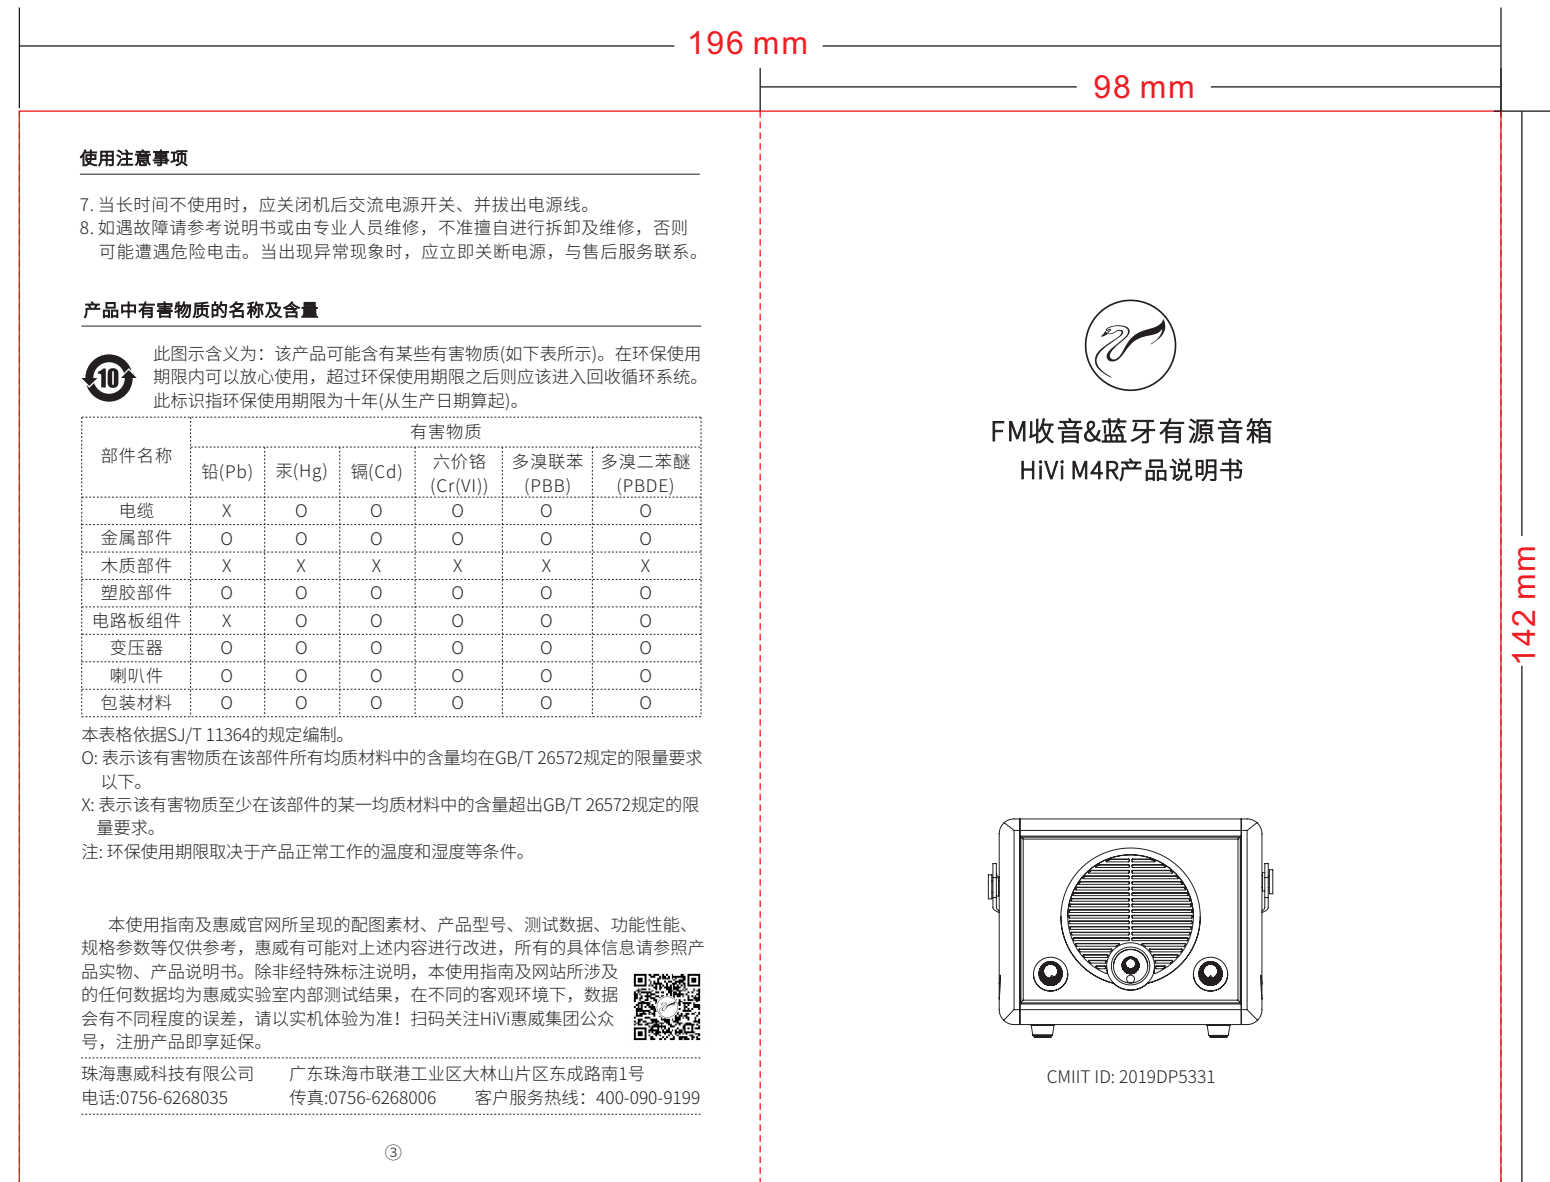 196 mm
98 mm
使用注意事项
7. 当长时间不使用时，应关闭机后交流电源开关、并拔出电源线。
8. 如遇故障请参考说明书或由专业人员维修，不准擅自进行拆卸及维修，否则
可能遭遇危险电击。当出现异常现象时，应立即关断电源，与售后服务联系。
产品中有害物质的名称及含量
10
此图示含义为：该产品可能含有某些有害物质(如下表所示)。在环保使用
期限内可以放心使用，超过环保使用期限之后则应该进入回收循环系统。
此标识指环保使用期限为十年(从生产日期算起)。
部件名称 有害物质
铅(Pb) 汞(Hg) 镉(Cd) 六价铬(Cr(VI)) 多溴联苯(PBB) 多溴二苯醚(PBDE)
电缆 X O O O O O
金属部件 O O O O O O
木质部件 X X X X X X
塑胶部件 O O O O O O
电路板组件 X O O O O O
变压器 O O O O O O
喇叭件 O O O O O O
包装材料 O O O O O O
本表格依据SJ/T 11364的规定编制。
O: 表示该有害物质在该部件所有均质材料中的含量均在GB/T 26572规定的限量要求
以下。
X: 表示该有害物质至少在该部件的某一均质材料中的含量超出GB/T 26572规定的限
量要求。
注: 环保使用期限取决于产品正常工作的温度和湿度等条件。
本使用指南及惠威官网所呈现的配图素材、产品型号、测试数据、功能性能、
规格参数等仅供参考，惠威有可能对上述内容进行改进，所有的具体信息请参照产
品实物、产品说明书。除非经特殊标注说明，本使用指南及网站所涉及
的任何数据均为惠威实验室内部测试结果，在不同的客观环境下，数据
会有不同程度的误差，请以实机体验为准！扫码关注HiVi惠威集团公众
号，注册产品即享延保。
珠海惠威科技有限公司 广东珠海市联港工业区大林山片区东成路南1号
电话:0756-6268035 传真:0756-6268006 客户服务热线：400-090-9199
③
FM收音&蓝牙有源音箱
HiVi M4R产品说明书
CMIIT ID: 2019DP5331
142 mm